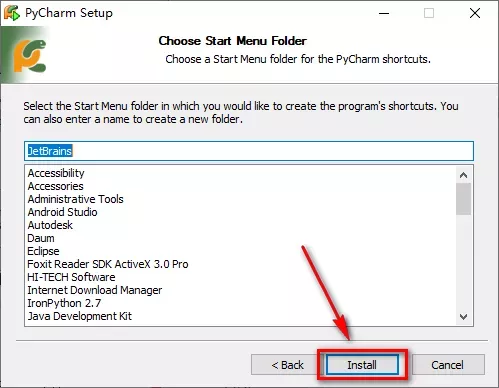 PyCharm Setup
Choose Start Menu Folder
Choose a Start Menu folder for the PyCharm shortcuts.
Select the Start Menu folder in which you would like to create the program's shortcuts. You
can also enter a name to create a new folder.
JetBrains
Accessibility
Accessories
Administrative Tools
Android Studio
Autodesk
Daum
Eclipse
Foxit Reader SDK ActiveX 3.0 Pro
HI-TECH Software
Internet Download Manager
IronPython 2.7
Java Development Kit
< Back
Install
Cancel